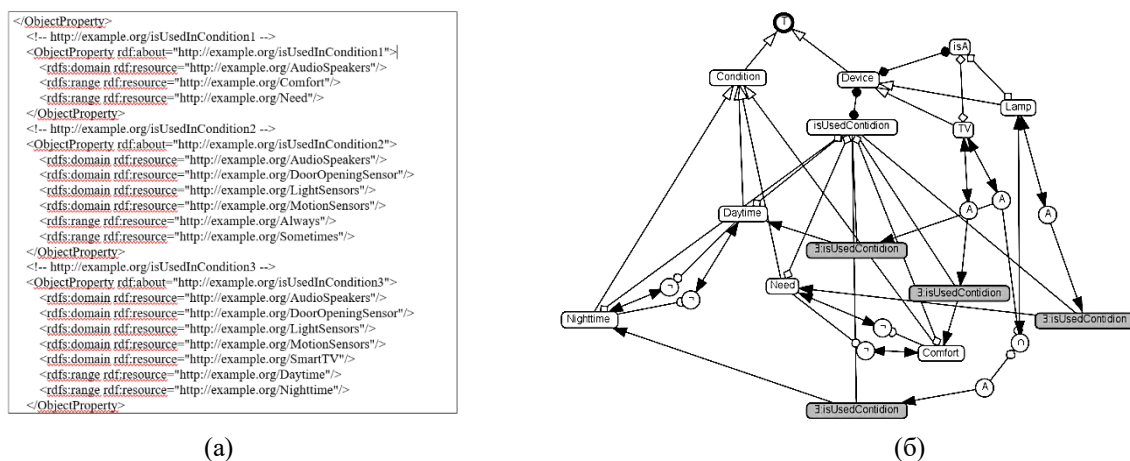 </ObjectProperty>
<!-- http://example.org/isUsedInCondition1 -->
<ObjectProperty rdf:about="http://example.org/isUsedInCondition1">
<rdfs:domain rdf:resource="http://example.org/AudioSpeakers"/>
<rdfs:range rdf:resource="http://example.org/Comfort"/>
<rdfs:range rdf:resource="http://example.org/Need"/>
</ObjectProperty>
<!-- http://example.org/isUsedInCondition2 -->
<ObjectProperty rdf:about="http://example.org/isUsedInCondition2">
<rdfs:domain rdf:resource="http://example.org/AudioSpeakers"/>
<rdfs:domain rdf:resource="http://example.org/DoorOpeningSensor"/>
<rdfs:domain rdf:resource="http://example.org/LightSensors"/>
<rdfs:domain rdf:resource="http://example.org/MotionSensors"/>
<rdfs:range rdf:resource="http://example.org/Always"/>
<rdfs:range rdf:resource="http://example.org/Sometimes"/>
</ObjectProperty>
<!-- http://example.org/isUsedInCondition3 -->
<ObjectProperty rdf:about="http://example.org/isUsedInCondition3">
<rdfs:domain rdf:resource="http://example.org/AudioSpeakers"/>
<rdfs:domain rdf:resource="http://example.org/DoorOpeningSensor"/>
<rdfs:domain rdf:resource="http://example.org/LightSensors"/>
<rdfs:domain rdf:resource="http://example.org/MotionSensors"/>
<rdfs:domain rdf:resource="http://example.org/SmartTV"/>
<rdfs:range rdf:resource="http://example.org/Daytime"/>
<rdfs:range rdf:resource="http://example.org/Nighttime"/>
</ObjectProperty>
(а)
T
isA
Condition
Device
Lamp
isUsedContidion
TV
Daytime
A
A
A
∃:isUsedContidion
¬
Need
¬
∃:isUsedContidion
Nighttime
∃:isUsedContidion
¬
∩
¬
Comfort
A
∃:isUsedContidion
(б)